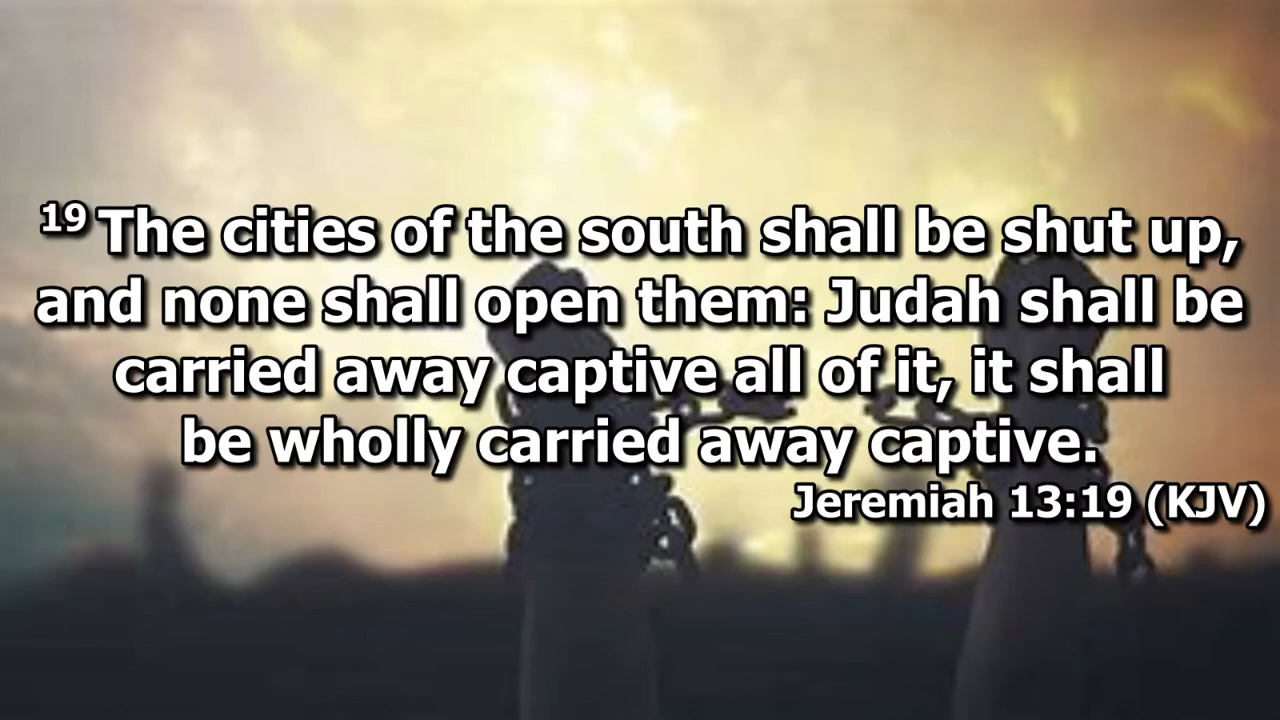 19 The cities of the south shall be shut up,
and none shall open them: Judah shall be
carried away captive all of it, it shall
be wholly carried away captive.
Jeremiah 13:19 (KJV)